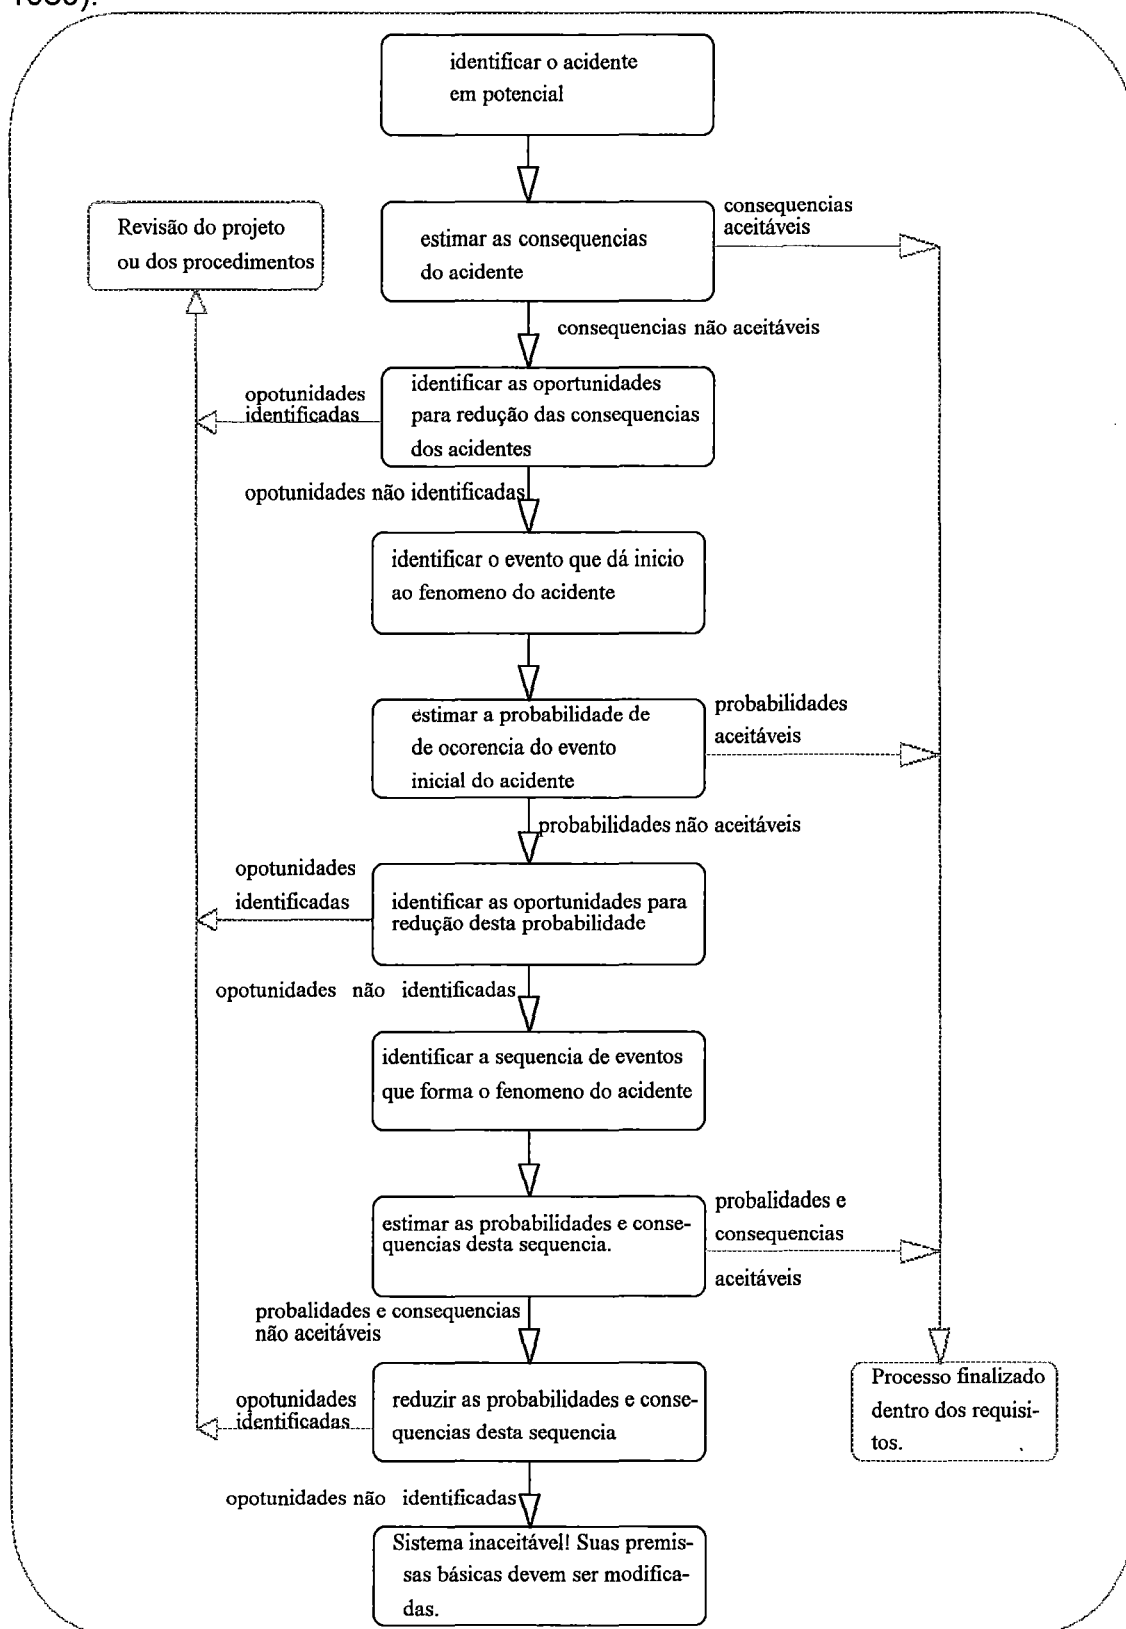 identificar o acidente
em potencial
consequencias
aceitáveis
Revisão do projeto
ou dos procedimentos
estimar as consequencias
do acidente
consequencias não aceitáveis
opotunidades
identificadas
identificar as oportunidades
para redução das consequencias
dos acidentes
opotunidades não identificadas
identificar o evento que dá inicio
ao fenomeno do acidente
estimar a probabilidade de
de ocorencia do evento
inicial do acidente
probabilidades
aceitáveis
probabilidades não aceitáveis
opotunidades
identificadas
identificar as oportunidades para
redução desta probabilidade
opotunidades não identificadas
identificar a sequencia de eventos
que forma o fenomeno do acidente
estimar as probabilidades e conse-
quencias desta sequencia.
probalidades e
consequencias
aceitáveis
probalidades e consequencias
não aceitáveis
opotunidades
identificadas
reduzir as probabilidades e conse-
quencias desta sequencia
Processo finalizado
dentro dos requisi-
tos.
opotunidades não identificadas
Sistema inaceitável! Suas premis-
sas básicas devem ser modifica-
das.